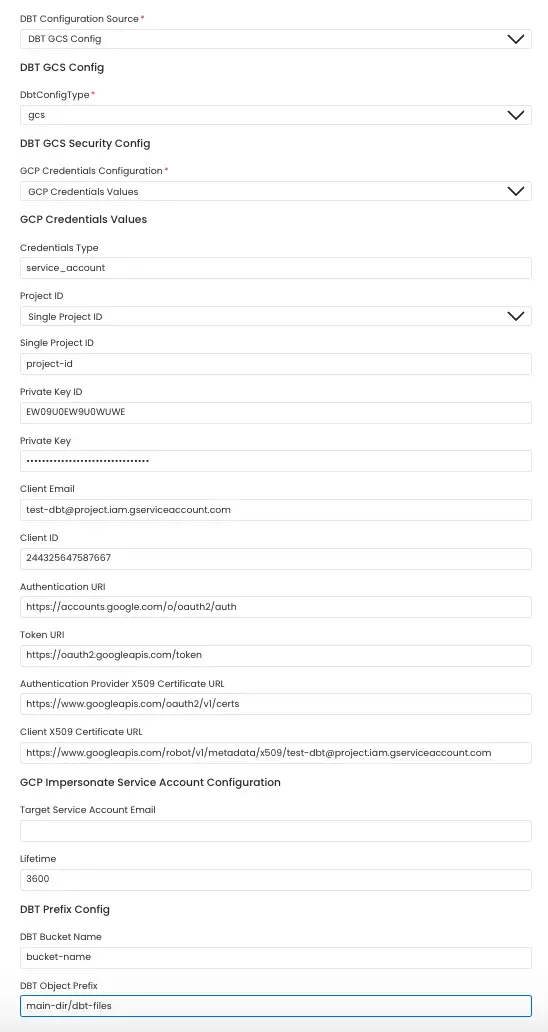 DBT Configuration Source*
DBT GCS Config
DBT GCS Config
DbtConfigType*
gcs
DBT GCS Security Config
GCP Credentials Configuration*
GCP Credentials Values
GCP Credentials Values
Credentials Type
service_account
Project ID
Single Project ID
Single Project ID
project-id
Private Key ID
EW09U0EW9U0WUWE
Private Key
••••••••••••••••••••••••••••••••
Client Email
test-dbt@project.iam.gserviceaccount.com
Client ID
244325647587667
Authentication URI
https://accounts.google.com/o/oauth2/auth
Token URI
https://oauth2.googleapis.com/token
Authentication Provider X509 Certificate URL
https://www.googleapis.com/oauth2/v1/certs
Client X509 Certificate URL
https://www.googleapis.com/robot/v1/metadata/x509/test-dbt@project.iam.gserviceaccount.com
GCP Impersonate Service Account Configuration
Target Service Account Email
Lifetime
3600
DBT Prefix Config
DBT Bucket Name
bucket-name
DBT Object Prefix
main-dir/dbt-files